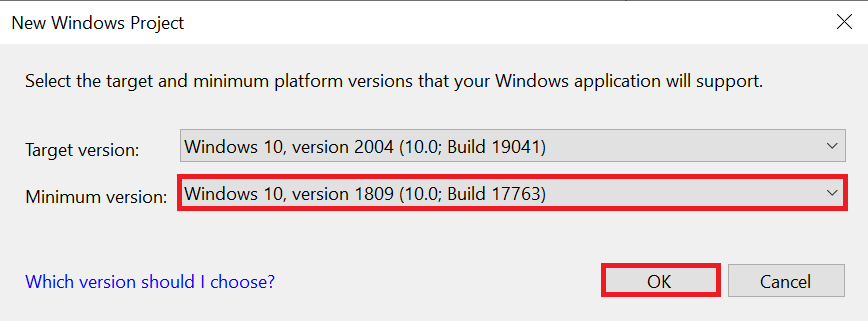 New Windows Project
Select the target and minimum platform versions that your Windows application will support.
Target version: Windows 10, version 2004 (10.0; Build 19041)
Minimum version: Windows 10, version 1809 (10.0; Build 17763)
Which version should I choose? OK Cancel